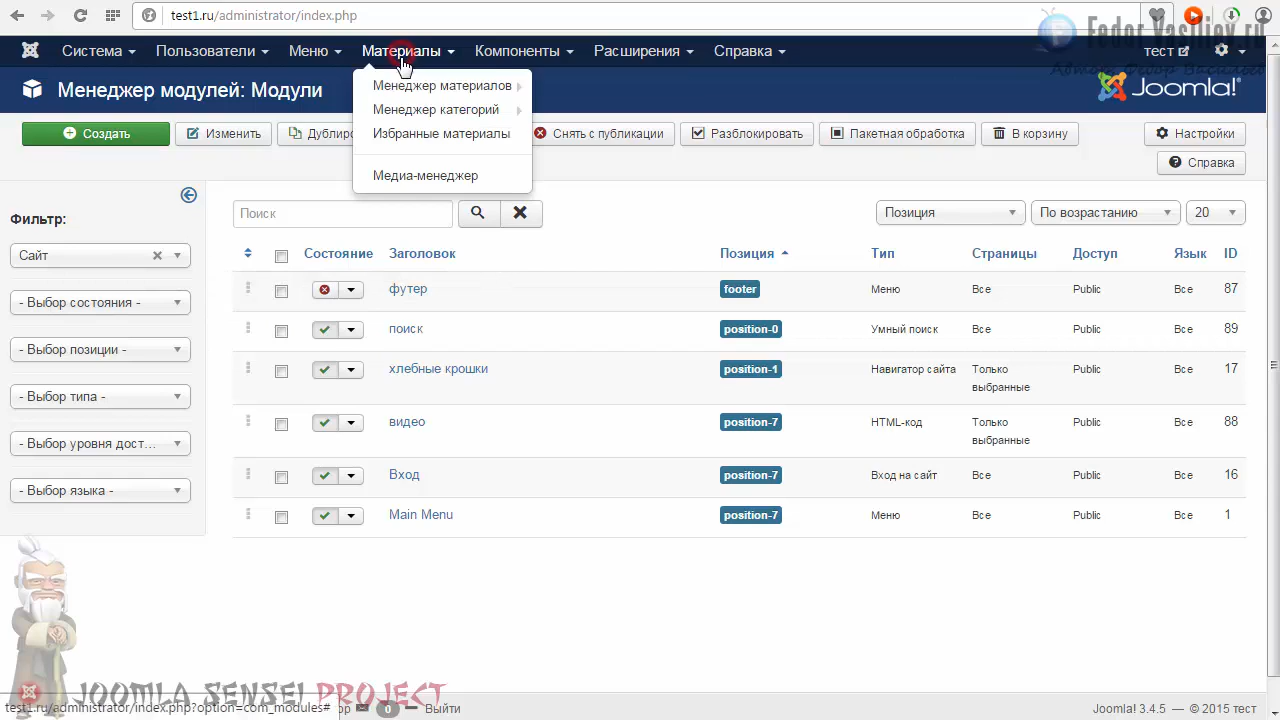 test1.ru/administrator/index.php
Fedor-Vasiliev.ru
Автор: Федор Васильев
Система Пользователи Меню Материалы Компоненты Расширения Справка тест
Менеджер модулей: Модули
Joomla!
Менеджер материалов
Менеджер категорий
Избранные материалы
Медиа-менеджер
Создать Изменить Дублиро Снять с публикации Разблокировать Пакетная обработка В корзину Настройки
Справка
Фильтр:
Сайт
- Выбор состояния -
- Выбор позиции -
- Выбор типа -
- Выбор уровня дост...
- Выбор языка -
Поиск Позиция По возрастанию 20
Состояние Заголовок Позиция Тип Страницы Доступ Язык ID
футер footer Меню Все Public Все 87
поиск position-0 Умный поиск Все Public Все 89
хлебные крошки position-1 Навигатор сайта Только выбранные Public Все 17
видео position-7 HTML-код Только выбранные Public Все 88
Вход position-7 Вход на сайт Все Public Все 16
Main Menu position-7 Меню Все Public Все 1
JOOMLA SENSEI PROJECT
test1.ru/administrator/index.php?option=com_modules# ор 0 Выйти
Joomla! 3.4.5 — © 2015 тест